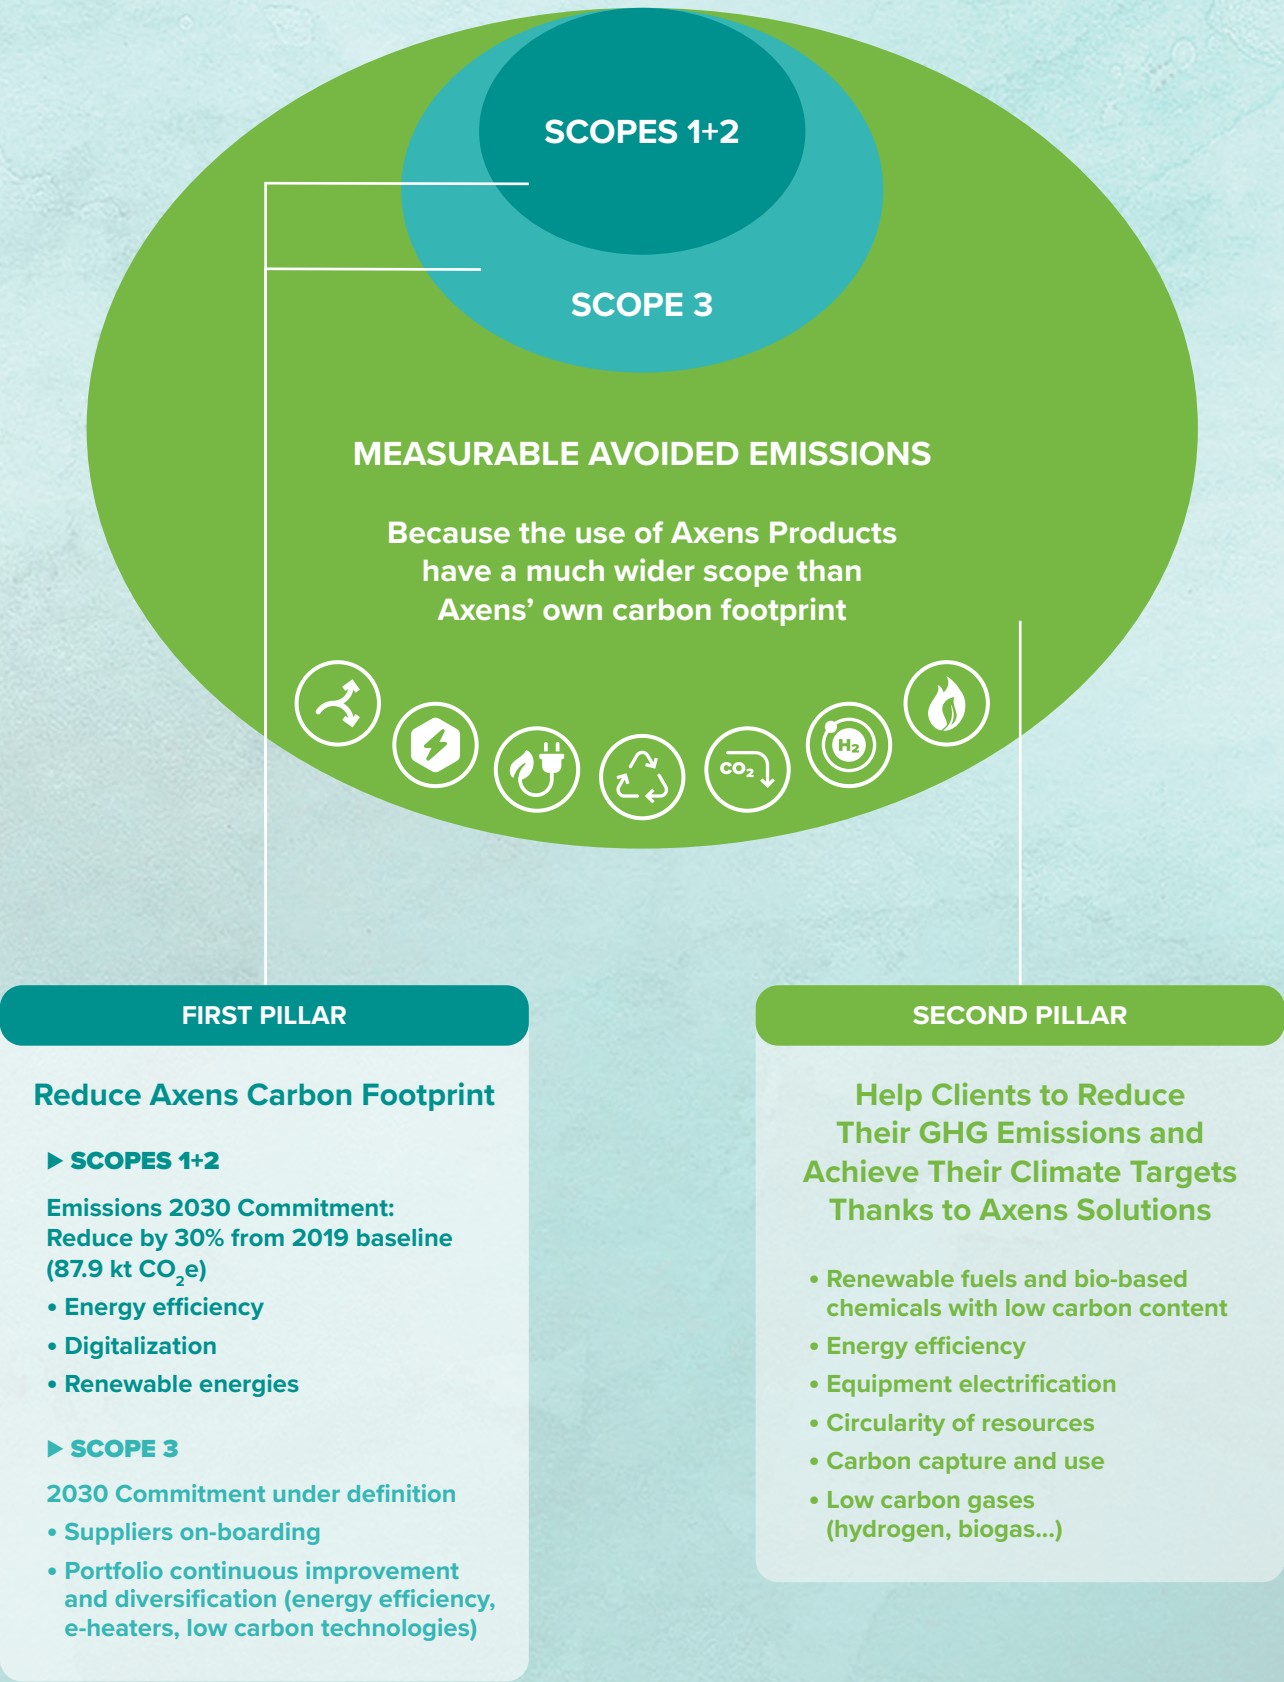 SCOPES 1+2
SCOPE 3
MEASURABLE AVOIDED EMISSIONS
Because the use of Axens Products
have a much wider scope than
Axens’ own carbon footprint
CO₂
H₂
FIRST PILLAR
Reduce Axens Carbon Footprint
▶ SCOPES 1+2
Emissions 2030 Commitment:
Reduce by 30% from 2019 baseline
(87.9 kt CO₂e)
• Energy efficiency
• Digitalization
• Renewable energies
▶ SCOPE 3
2030 Commitment under definition
• Suppliers on-boarding
• Portfolio continuous improvement
and diversification (energy efficiency,
e-heaters, low carbon technologies)
SECOND PILLAR
Help Clients to Reduce
Their GHG Emissions and
Achieve Their Climate Targets
Thanks to Axens Solutions
• Renewable fuels and bio-based
chemicals with low carbon content
• Energy efficiency
• Equipment electrification
• Circularity of resources
• Carbon capture and use
• Low carbon gases
(hydrogen, biogas...)